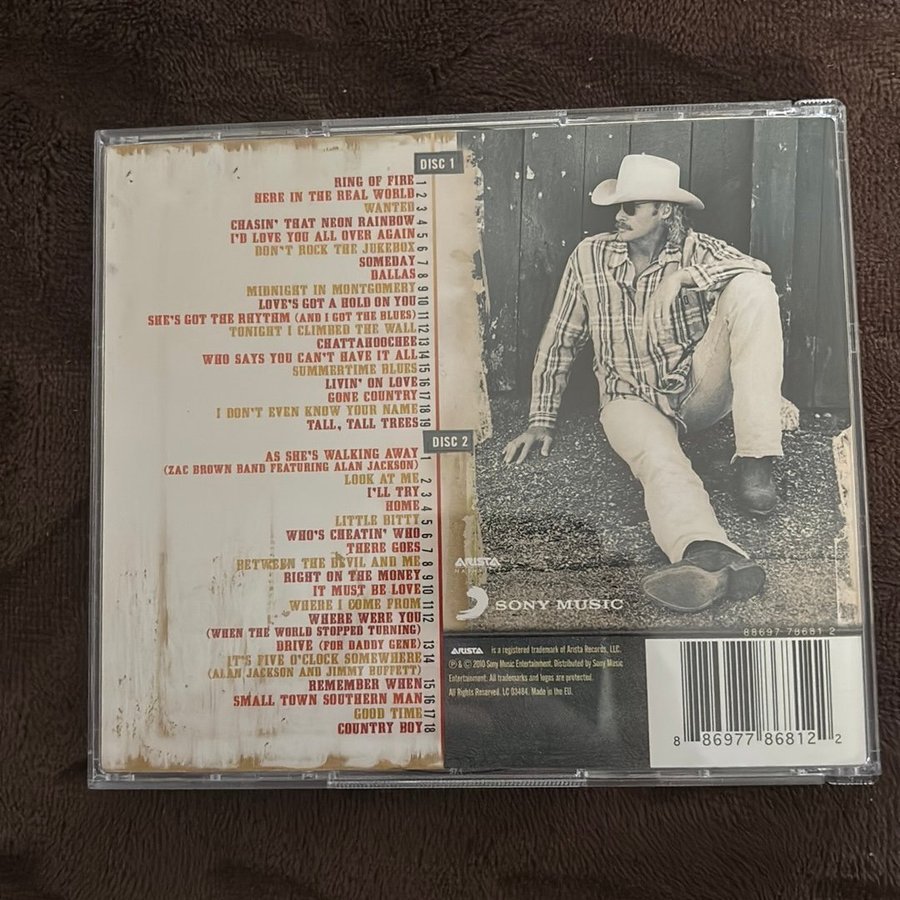 DISC 1
RING OF FIRE 1
HERE IN THE REAL WORLD 2
WANTED 3
CHASIN' THAT NEON RAINBOW 4
I'D LOVE YOU ALL OVER AGAIN 5
DON'T ROCK THE JUKEBOX 6
SOMEDAY 7
DALLAS 8
MIDNIGHT IN MONTGOMERY 9
LOVE'S GOT A HOLD ON YOU 10
SHE'S GOT THE RHYTHM (AND I GOT THE BLUES) 11
TONIGHT I CLIMBED THE WALL 12
CHATTAHOOCHEE 13
WHO SAYS YOU CAN'T HAVE IT ALL 14
SUMMERTIME BLUES 15
LIVIN' ON LOVE 16
GONE COUNTRY 17
I DON'T EVEN KNOW YOUR NAME 18
TALL, TALL TREES 19
DISC 2
AS SHE'S WALKING AWAY 1
(ZAC BROWN BAND FEATURING ALAN JACKSON)
LOOK AT ME 2
I'LL TRY 3
HOME 4
LITTLE BITTY 5
WHO'S CHEATIN' WHO 6
THERE GOES 7
BETWEEN THE DEVIL AND ME 8
RIGHT ON THE MONEY 9
IT MUST BE LOVE 10
WHERE I COME FROM 11
WHERE WERE YOU 12
(WHEN THE WORLD STOPPED TURNING)
DRIVE (FOR DADDY GENE) 13
IT'S FIVE O'CLOCK SOMEWHERE 14
(ALAN JACKSON AND JIMMY BUFFETT)
REMEMBER WHEN 15
SMALL TOWN SOUTHERN MAN 16
GOOD TIME 17
COUNTRY BOY 18
ARISTA
SONY MUSIC
88697 78681 2
ARISTA is a registered trademark of Arista Records, LLC.
℗ & © 2010 Sony Music Entertainment. Distributed by Sony Music
Entertainment. All trademarks and logos are protected.
All Rights Reserved. LC 03484. Made in the EU.
8 86977 86812 2